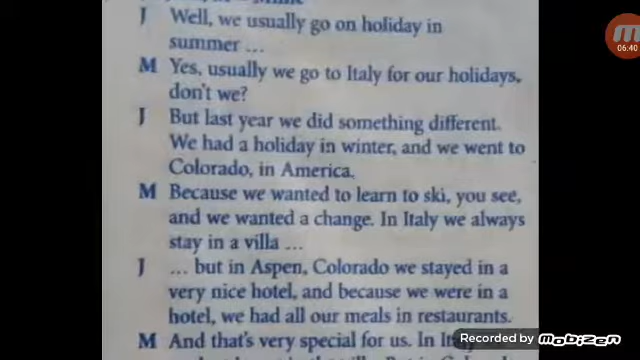 J Well, we usually go on holiday in
summer ...
M Yes, usually we go to Italy for our holidays,
don't we?
J But last year we did something different.
We had a holiday in winter, and we went to
Colorado, in America.
M Because we wanted to learn to ski, you see,
and we wanted a change. In Italy we always
stay in a villa ...
J ... but in Aspen, Colorado we stayed in a
very nice hotel, and because we were in a
hotel, we had all our meals in restaurants.
M And that's very special for us. In
Recorded by mobizen
06:40